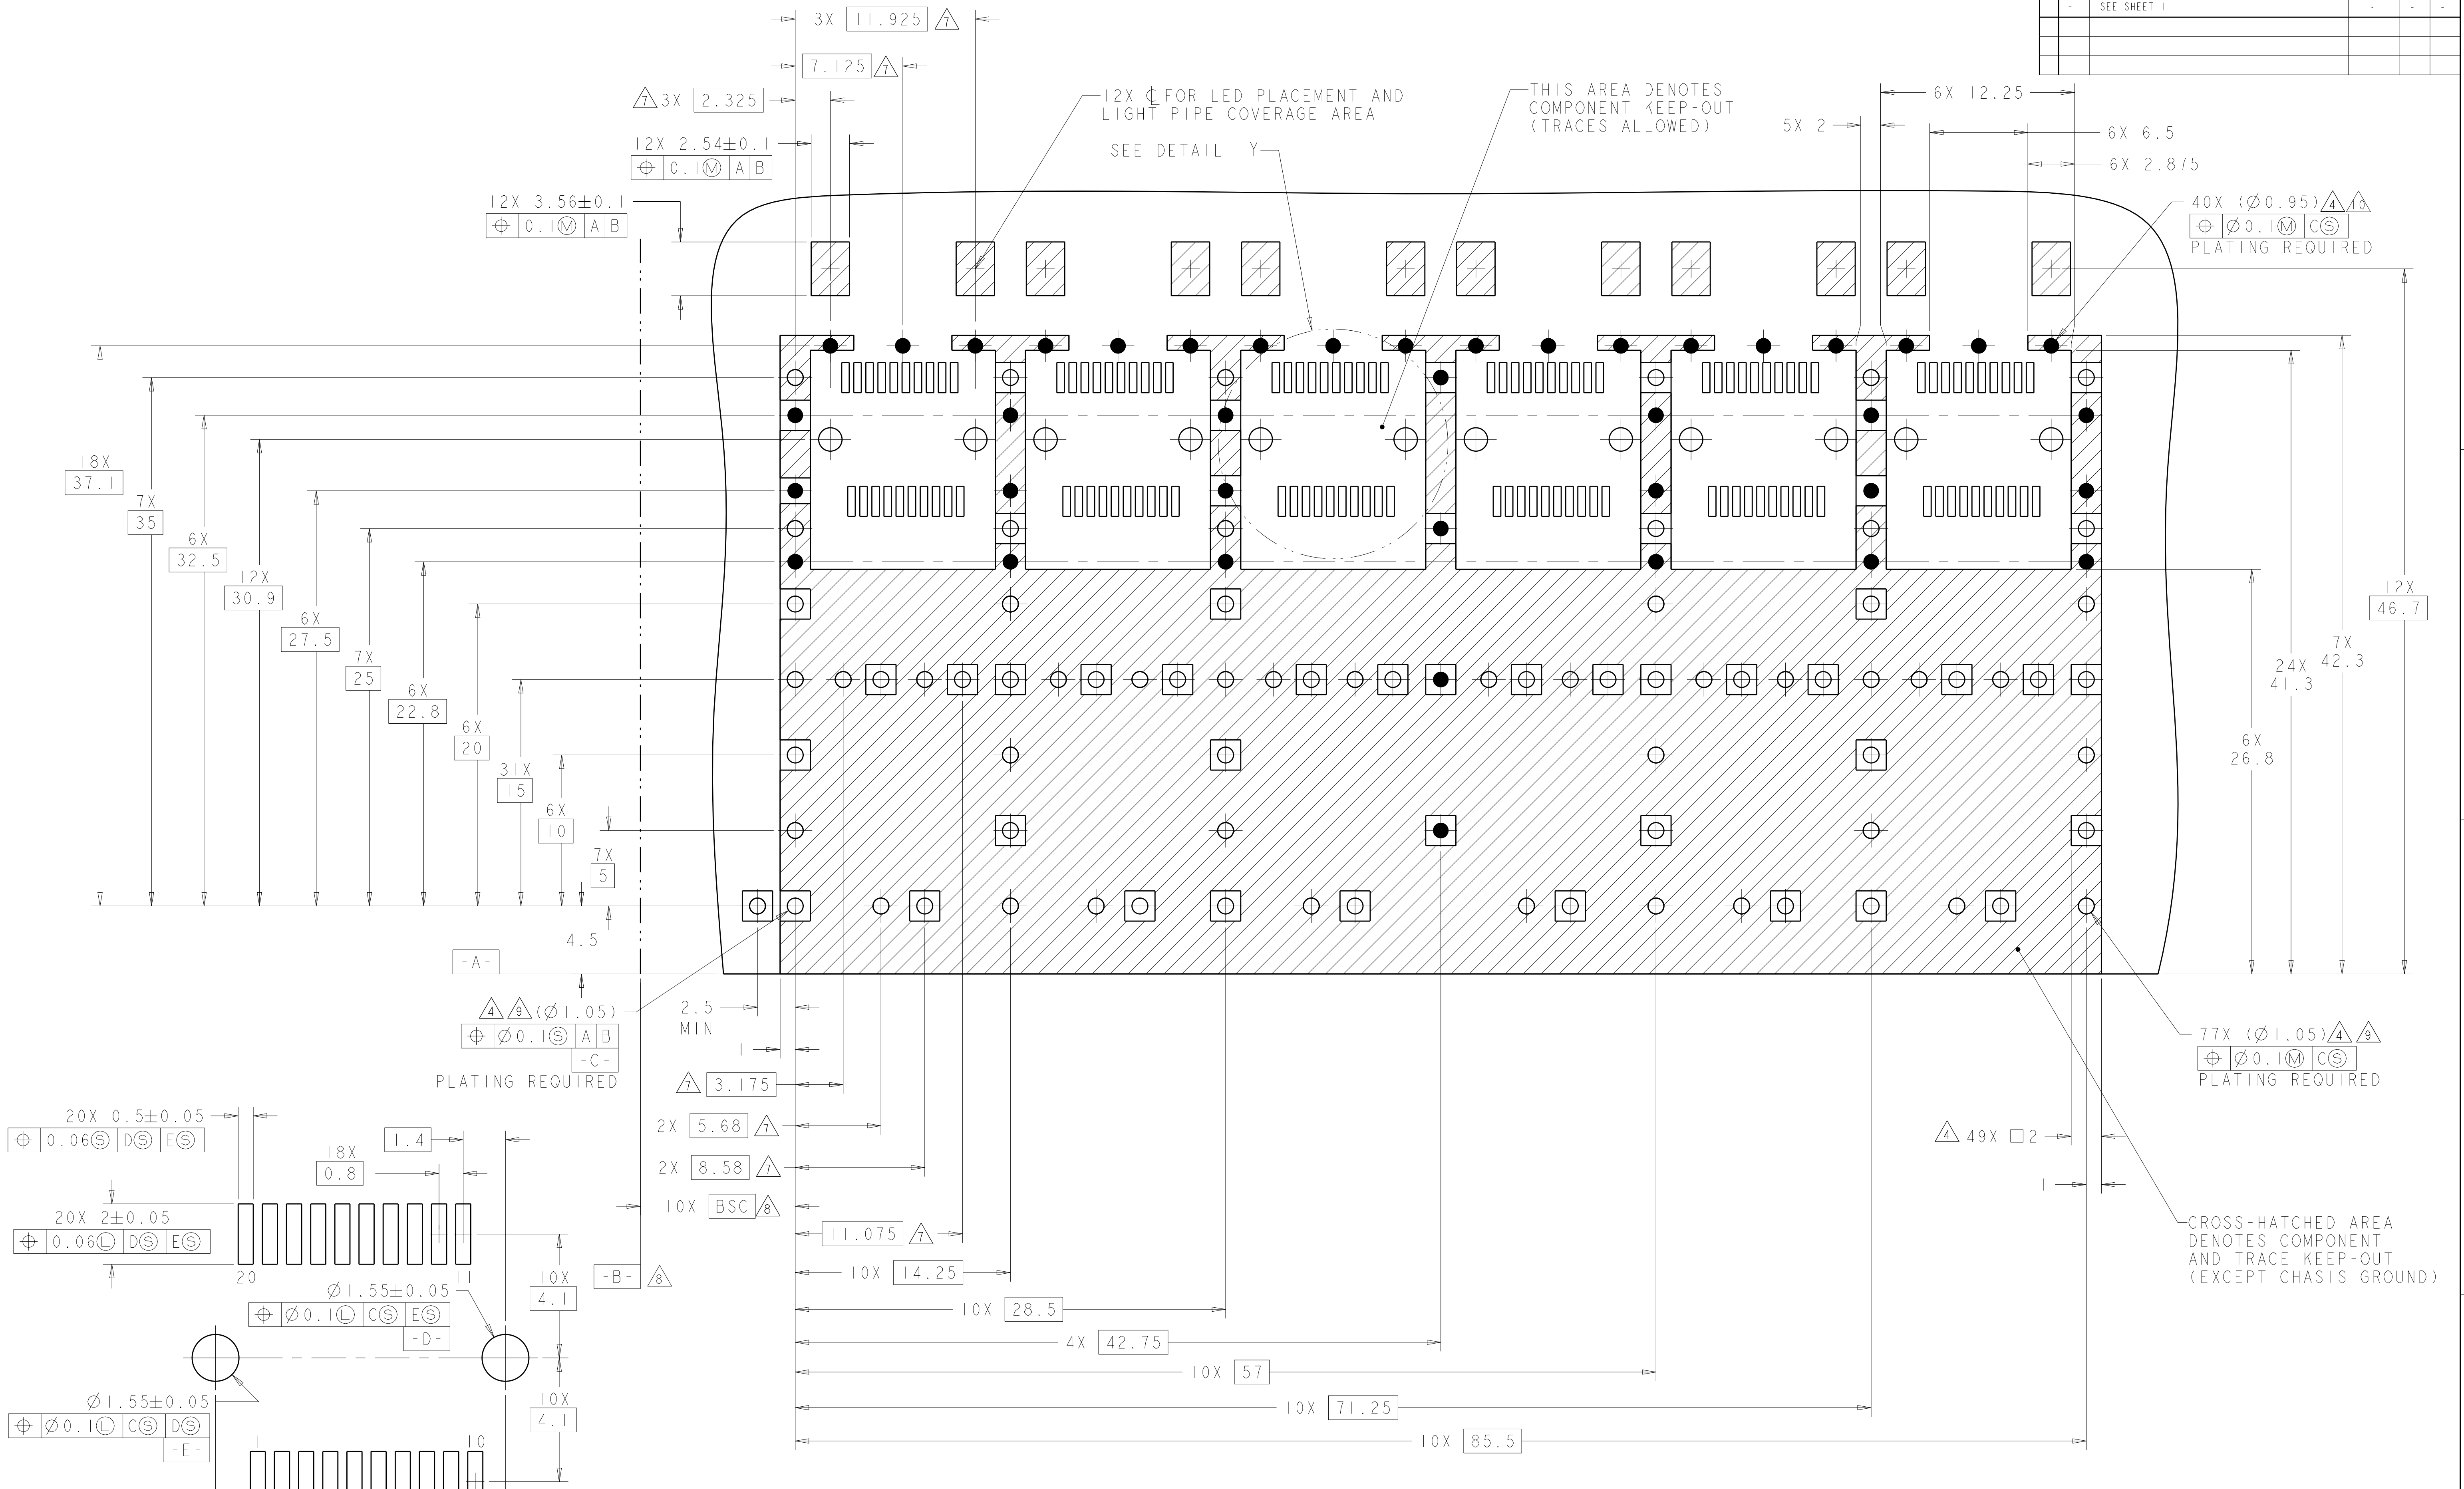 - SEE SHEET 1 - - -
3X 11.925 7
7.125 7
7 3X 2.325
12X 2.54±0.1
⌖ 0.1Ⓜ A B
12X 3.56±0.1
⌖ 0.1Ⓜ A B
12X ℄ FOR LED PLACEMENT AND
LIGHT PIPE COVERAGE AREA
SEE DETAIL Y
THIS AREA DENOTES
COMPONENT KEEP-OUT
(TRACES ALLOWED)
6X 12.25
5X 2
6X 6.5
6X 2.875
40X (Ø0.95) 4 10
⌖ Ø0.1Ⓜ CⓈ
PLATING REQUIRED
18X
37.1
7X
35
6X
32.5
12X
30.9
6X
27.5
7X
25
6X
22.8
6X
20
31X
15
6X
10
7X
5
4.5
12X
46.7
7X
42.3
24X
41.3
6X
26.8
-A-
4 9 (Ø1.05)
⌖ Ø0.1Ⓢ A B
-C-
PLATING REQUIRED
2.5
MIN
1
7 3.175
2X 5.68 7
2X 8.58 7
10X BSC 8
11.075 7
-B- 8
10X 14.25
10X 28.5
4X 42.75
10X 57
10X 71.25
10X 85.5
77X (Ø1.05) 4 9
⌖ Ø0.1Ⓜ CⓈ
PLATING REQUIRED
4 49X □2
1
CROSS-HATCHED AREA
DENOTES COMPONENT
AND TRACE KEEP-OUT
(EXCEPT CHASIS GROUND)
20X 0.5±0.05
⌖ 0.06Ⓢ DⓈ EⓈ
1.4
18X
0.8
20X 2±0.05
⌖ 0.06Ⓛ DⓈ EⓈ
20 11
10X
4.1
Ø1.55±0.05
⌖ Ø0.1Ⓛ CⓈ EⓈ
-D-
Ø1.55±0.05
⌖ Ø0.1Ⓛ CⓈ DⓈ
-E-
10X
4.1
1 10